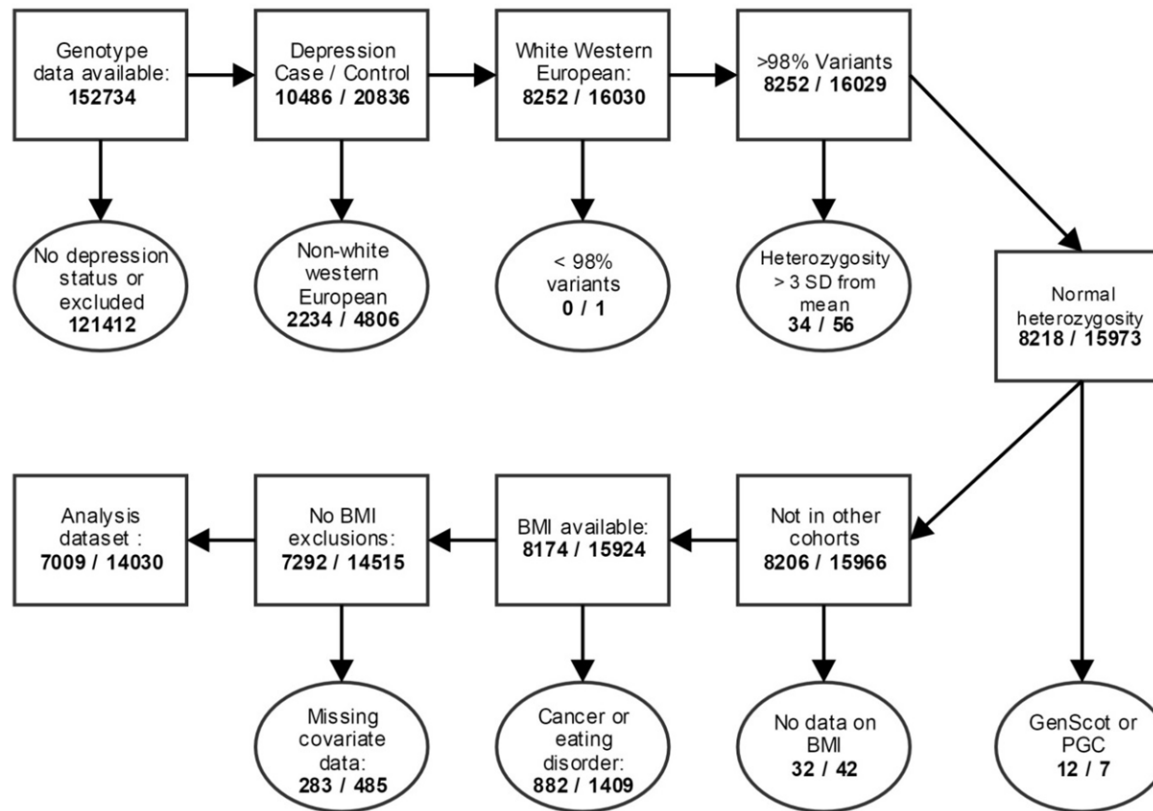 Genotype
data available:
152734
Depression
Case / Control
10486 / 20836
White Western
European:
8252 / 16030
>98% Variants
8252 / 16029
No depression
status or
excluded
121412
Non-white
western
European
2234 / 4806
< 98%
variants
0 / 1
Heterozygosity
> 3 SD from
mean
34 / 56
Normal
heterozygosity
8218 / 15973
Analysis
dataset :
7009 / 14030
No BMI
exclusions:
7292 / 14515
BMI available:
8174 / 15924
Not in other
cohorts
8206 / 15966
Missing
covariate
data:
283 / 485
Cancer or
eating
disorder:
882 / 1409
No data on
BMI
32 / 42
GenScot or
PGC
12 / 7